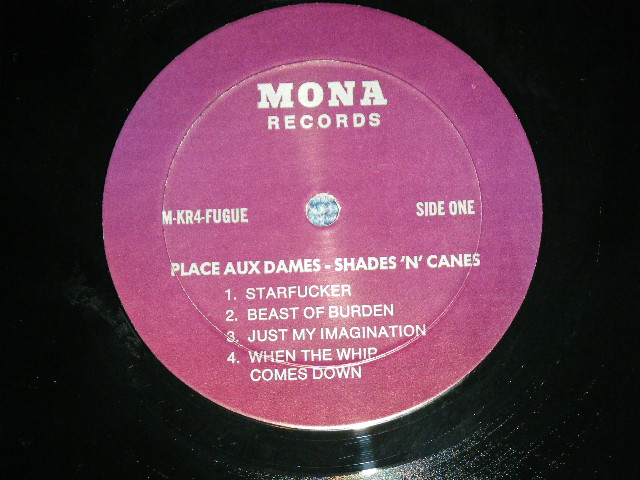 MONA
RECORDS
M-KR4-FUGUE
SIDE ONE
PLACE AUX DAMES - SHADES 'N' CANES
1. STARFUCKER
2. BEAST OF BURDEN
3. JUST MY IMAGINATION
4. WHEN THE WHIP
COMES DOWN